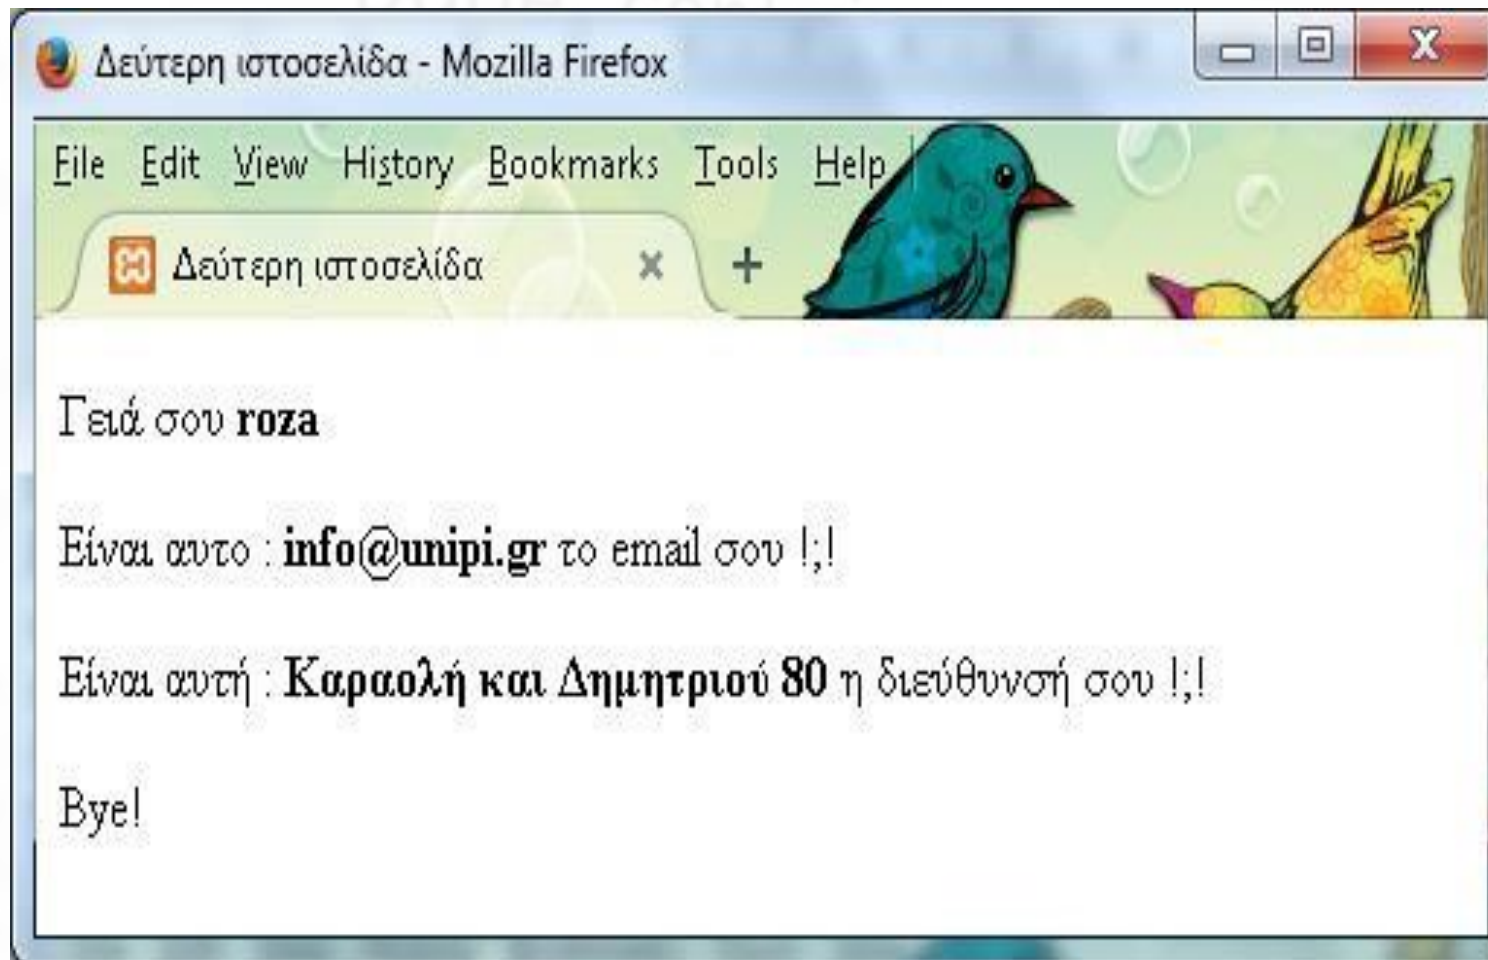 Δεύτερη ιστοσελίδα - Mozilla Firefox
X
File Edit View History Bookmarks Tools Help
Δεύτερη ιστοσελίδα
Γειά σου roza
Είναι αυτο : info@unipi.gr το email σου !;!
Είναι αυτή : Καραολή και Δημητριού 80 η διεύθυνσή σου !;!
Bye!